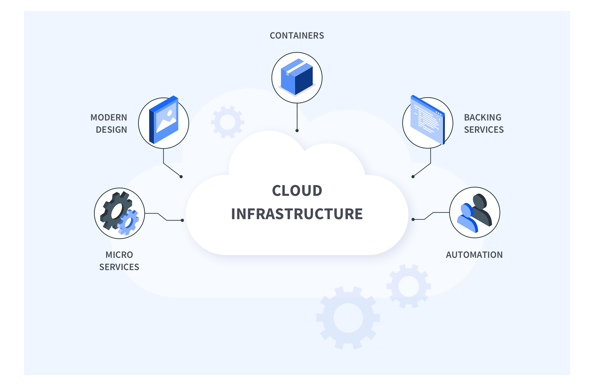 CONTAINERS
MODERN
DESIGN
BACKING
SERVICES
CLOUD
INFRASTRUCTURE
MICRO
SERVICES
AUTOMATION